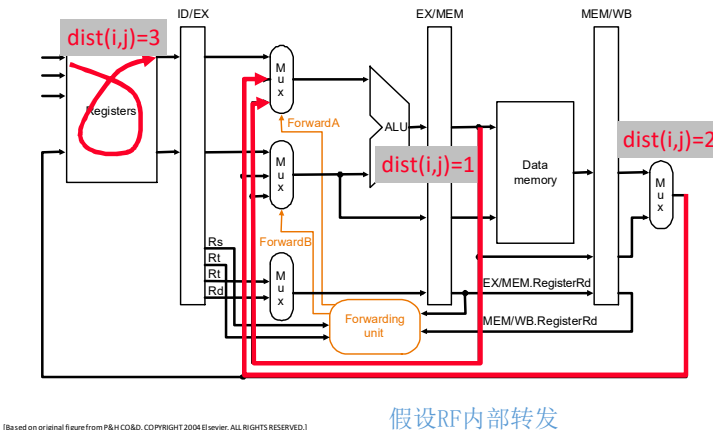 ID/EX
EX/MEM
MEM/WB
dist(i,j)=3
M
u
x
Registers
ForwardA
ALU
dist(i,j)=2
M
u
x
dist(i,j)=1
Data
memory
M
u
x
ForwardB
Rs
Rt
Rt
Rd
M
u
x
EX/MEM.RegisterRd
Forwarding
unit
MEM/WB.RegisterRd
假设RF内部转发
[Based on original figure from P&H CO&D, COPYRIGHT 2004 Elsevier. ALL RIGHTS RESERVED.]